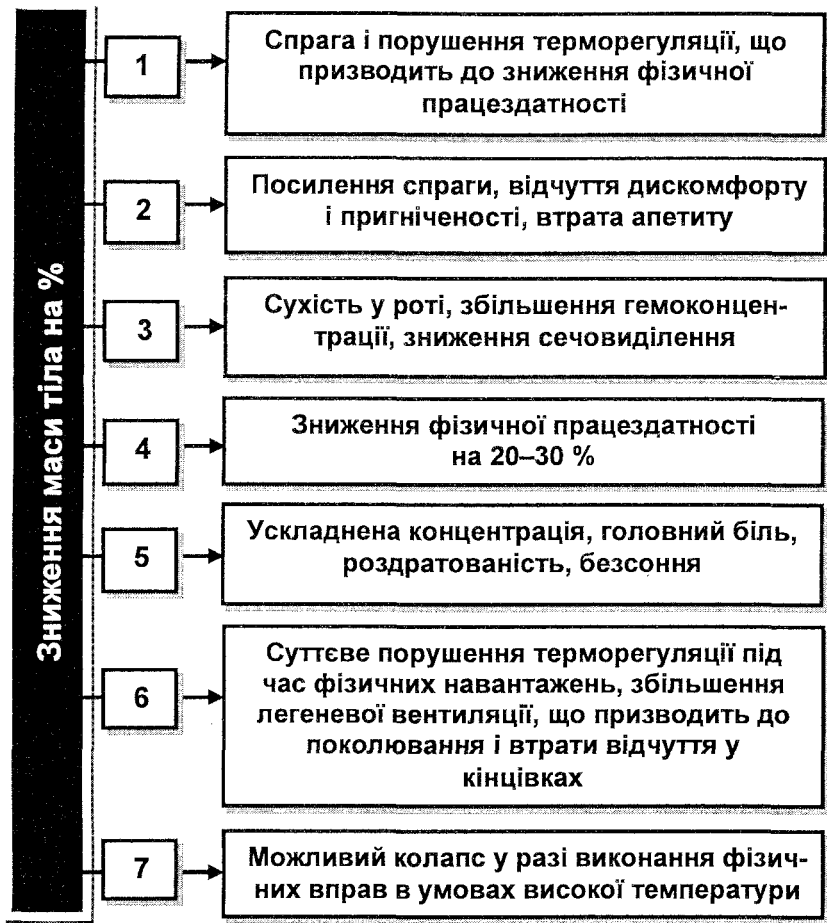 Зниження маси тіла на %
1
Спрага і порушення терморегуляції, що
призводить до зниження фізичної
працездатності
2
Посилення спраги, відчуття дискомфорту
і пригніченості, втрата апетиту
3
Сухість у роті, збільшення гемоконцен-
трації, зниження сечовиділення
4
Зниження фізичної працездатності
на 20–30 %
5
Ускладнена концентрація, головний біль,
роздратованість, безсоння
6
Суттєве порушення терморегуляції під
час фізичних навантажень, збільшення
легеневої вентиляції, що призводить до
поколювання і втрати відчуття у
кінцівках
7
Можливий колапс у разі виконання фізич-
них вправ в умовах високої температури